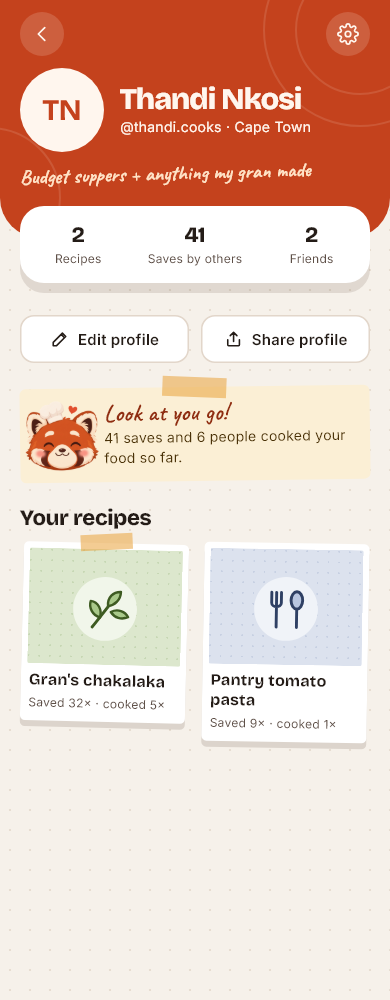 TN
Thandi Nkosi
@thandi.cooks · Cape Town
Budget suppers + anything my gran made
2
Recipes
41
Saves by others
2
Friends
Edit profile
Share profile
Look at you go!
41 saves and 6 people cooked your
food so far.
Your recipes
Gran's chakalaka
Saved 32× · cooked 5×
Pantry tomato
pasta
Saved 9× · cooked 1×